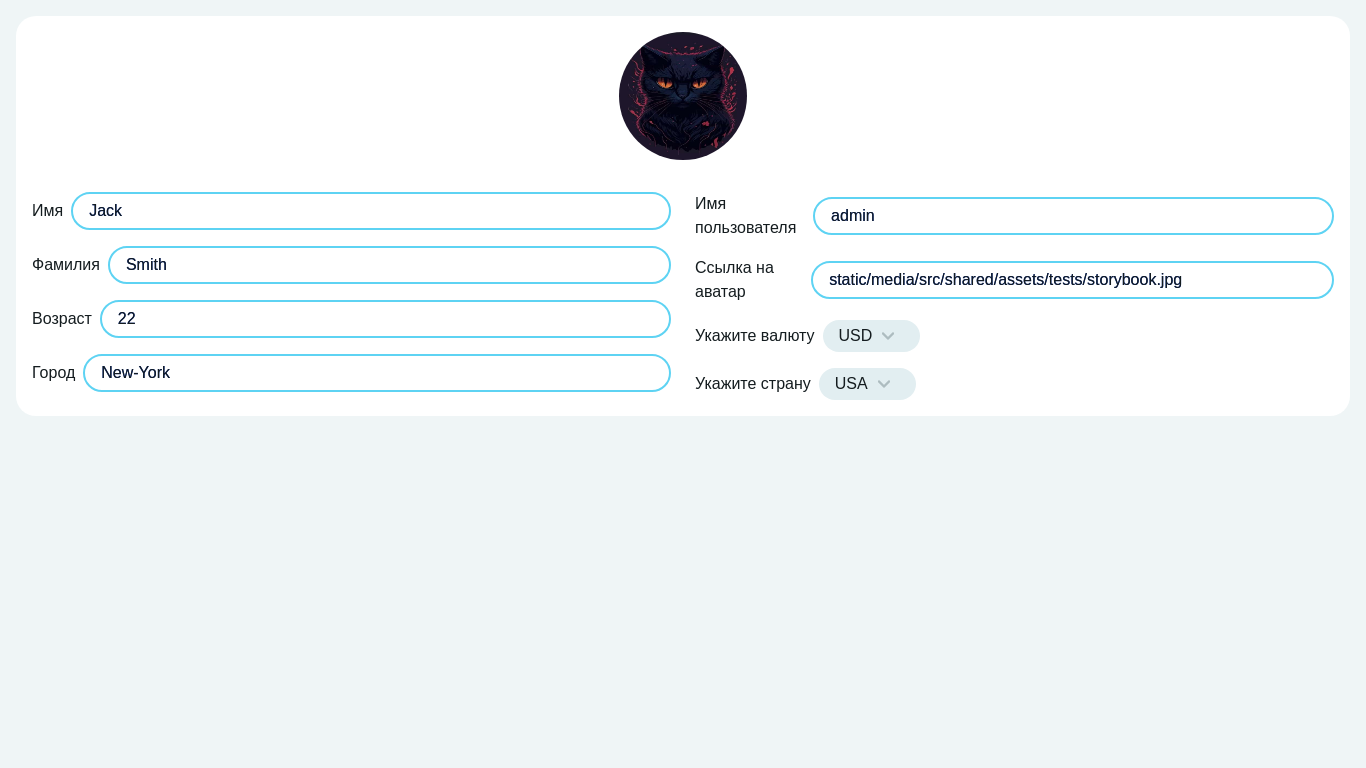 Имя Jack
Фамилия Smith
Возраст 22
Город New-York
Имя
пользователя admin
Ссылка на
аватар static/media/src/shared/assets/tests/storybook.jpg
Укажите валюту USD
Укажите страну USA